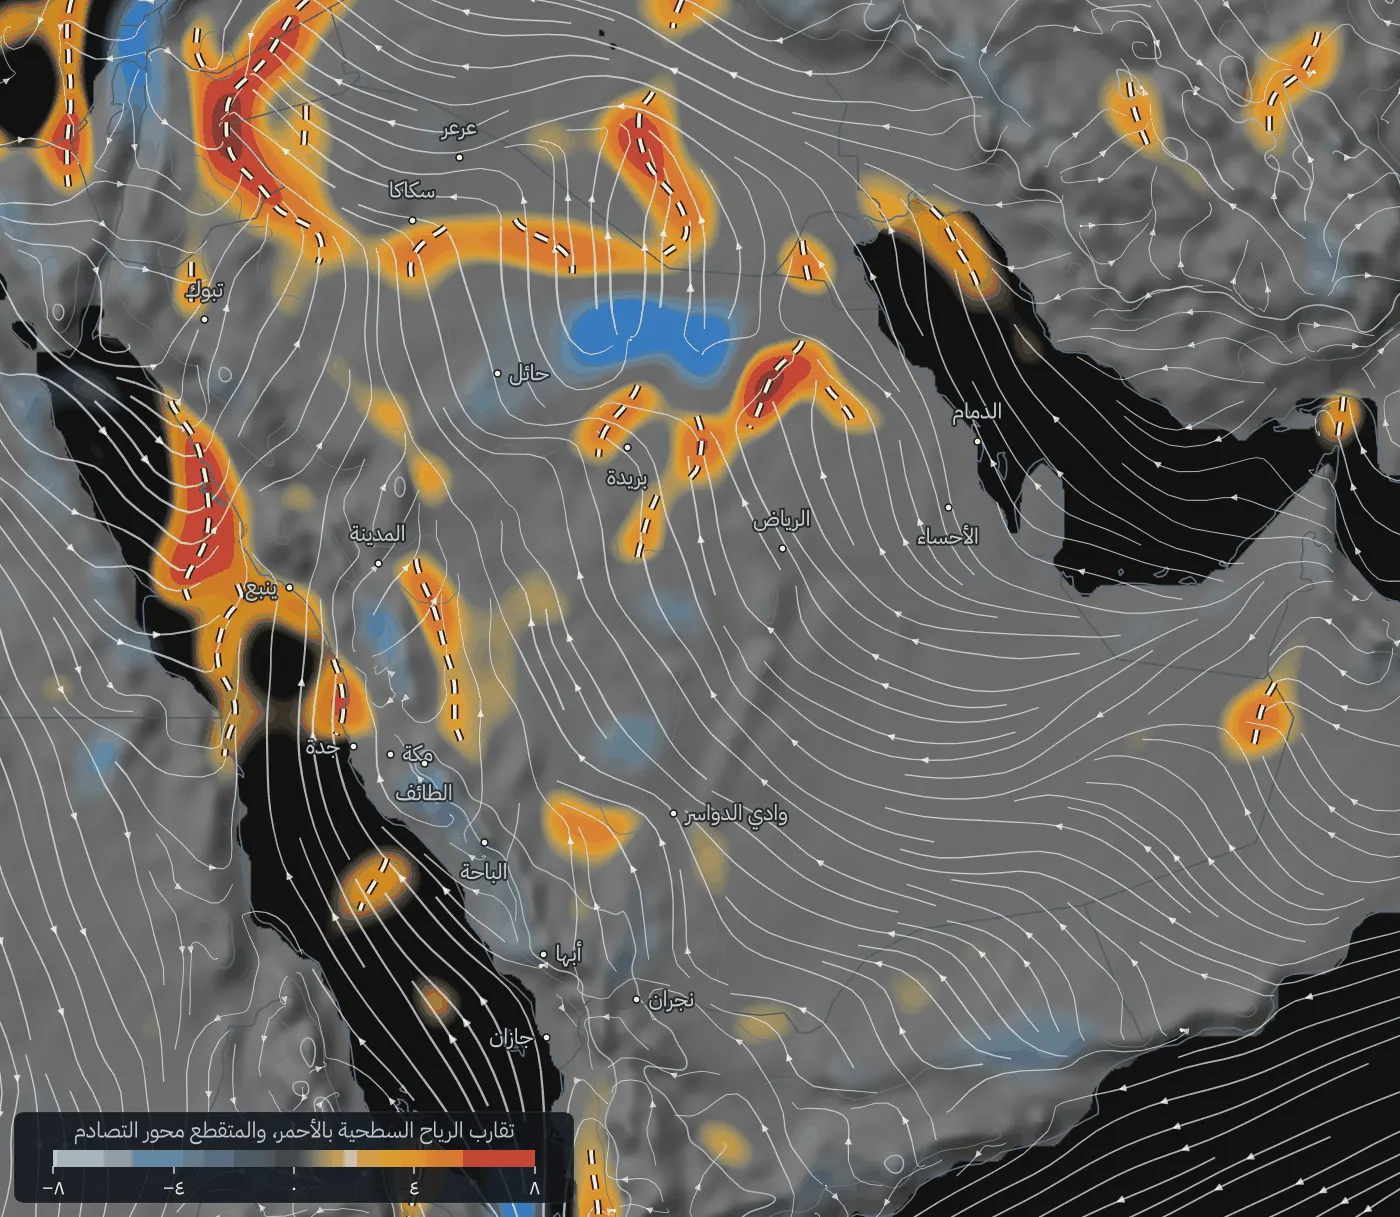 عرعر
سكاكا
تبوك
حائل
الدمام
بريدة
الرياض
الأحساء
المدينة
ينبع
جدة
مكة
الطائف
وادي الدواسر
الباحة
أبها
نجران
جازان
تقارب الرياح السطحية بالأحمر، والمتقطع محور التصادم
−٨ −٤ ٠ ٤ ٨